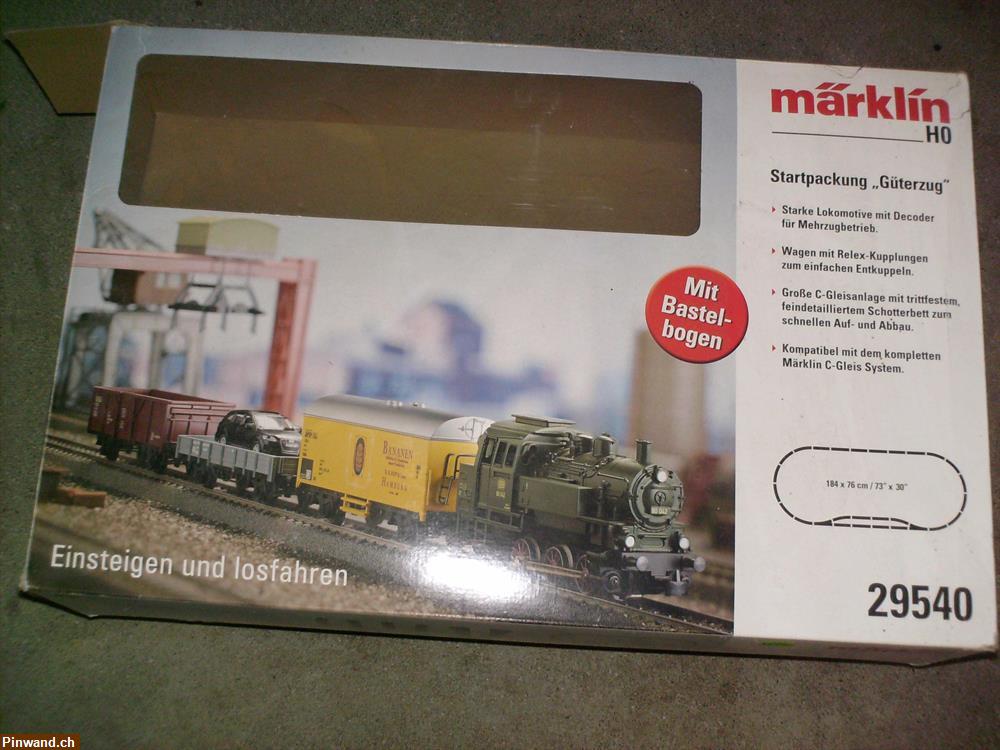 märklin
H0
Startpackung „Güterzug"
Starke Lokomotive mit Decoder
für Mehrzugbetrieb.
Wagen mit Relex-Kupplungen
zum einfachen Entkuppeln.
Große C-Gleisanlage mit trittfestem,
feindetailliertem Schotterbett zum
schnellen Auf- und Abbau.
Kompatibel mit dem kompletten
Märklin C-Gleis System.
Mit
Bastel-
bogen
BANANEN
HAMBURG
184 x 76 cm / 73" x 30"
Einsteigen und losfahren
29540
Pinwand.ch